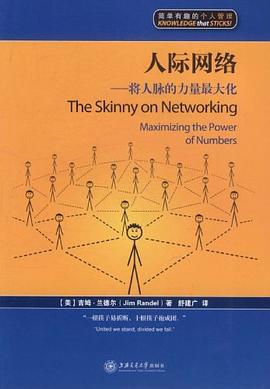 简单有趣的个人管理
KNOWLEDGE that STICKS!
人际网络
——将人脉的力量最大化
The Skinny on Networking
Maximizing the Power
of Numbers
【美】吉姆·兰德尔（Jim Randel）著 舒建广 译
“一根筷子易折断，十根筷子抱成团。”
"United we stand, divided we fall."
上海交通大学出版社